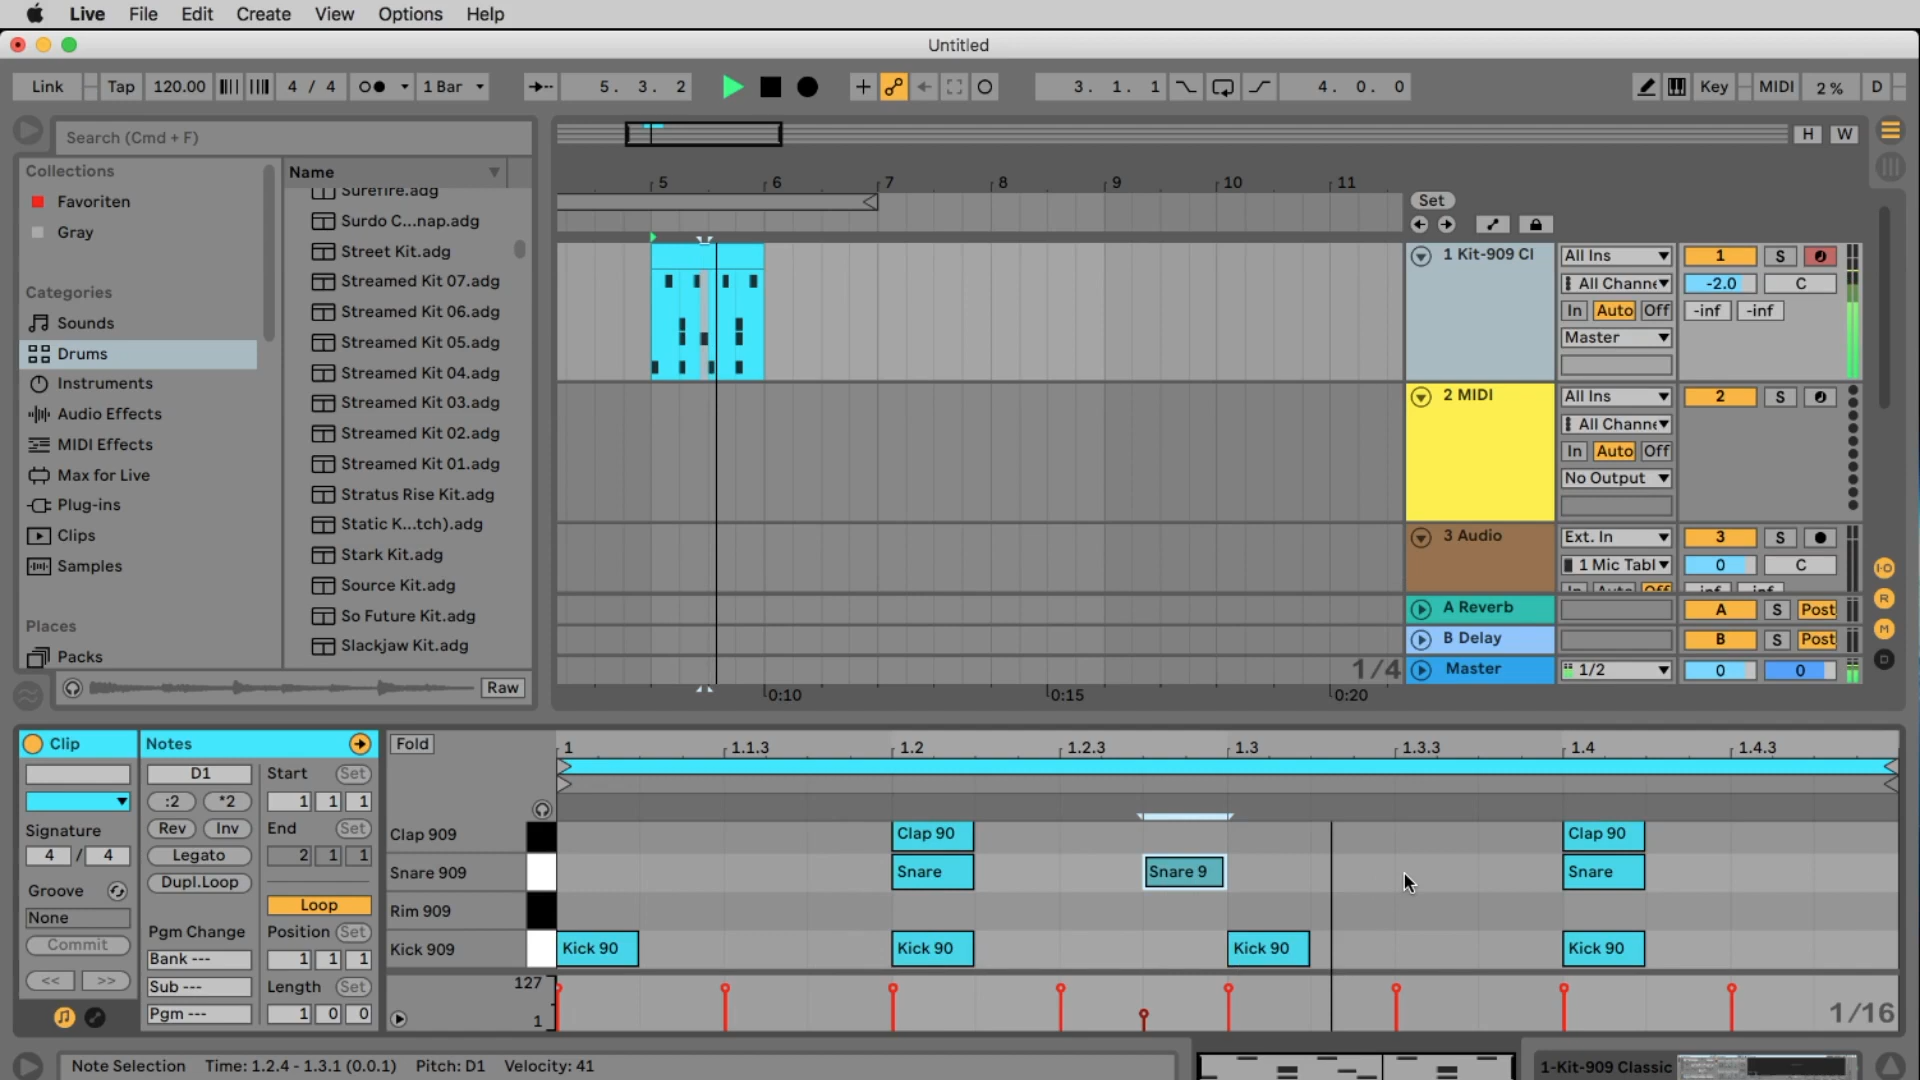 Live File Edit Create View Options Help
Untitled
Link Tap 120.00 4 / 4 1 Bar 5. 3. 2 3. 1. 1 4. 0. 0 Key MIDI 2 % D
Search (Cmd + F)
H W
Collections
Favoriten
Gray
Categories
Sounds
Drums
Instruments
Audio Effects
MIDI Effects
Max for Live
Plug-ins
Clips
Samples
Places
Packs
Name
Surefire.adg
Surdo C...nap.adg
Street Kit.adg
Streamed Kit 07.adg
Streamed Kit 06.adg
Streamed Kit 05.adg
Streamed Kit 04.adg
Streamed Kit 03.adg
Streamed Kit 02.adg
Streamed Kit 01.adg
Stratus Rise Kit.adg
Static K...tch).adg
Stark Kit.adg
Source Kit.adg
So Future Kit.adg
Slackjaw Kit.adg
Raw
5 6 7 8 9 10 11
Set
1 Kit-909 Cl All Ins 1 S
All Channe -2.0 C
In Auto Off -inf -inf
Master
2 MIDI All Ins 2 S
All Channe
In Auto Off
No Output
3 Audio Ext. In 3 S
1 Mic Tabl 0 C
In Auto Off -inf -inf
A Reverb A S Post
B Delay B S Post
1/4 Master 1/2 0 0
0:10 0:15 0:20
I-O
R
M
D
Clip
Signature
4 / 4
Groove
None
Commit
<< >>
Notes
D1
:2 *2
Rev Inv
Legato
Dupl.Loop
Pgm Change
Bank ---
Sub ---
Pgm ---
Start Set
1 1 1
End Set
2 1 1
Loop
Position Set
1 1 1
Length Set
1 0 0
Fold 1 1.1.3 1.2 1.2.3 1.3 1.3.3 1.4 1.4.3
Clap 909 Clap 90 Clap 90
Snare 909 Snare Snare 9 Snare
Rim 909
Kick 909 Kick 90 Kick 90 Kick 90 Kick 90
127
1
1/16
Note Selection Time: 1.2.4 - 1.3.1 (0.0.1) Pitch: D1 Velocity: 41
1-Kit-909 Classic